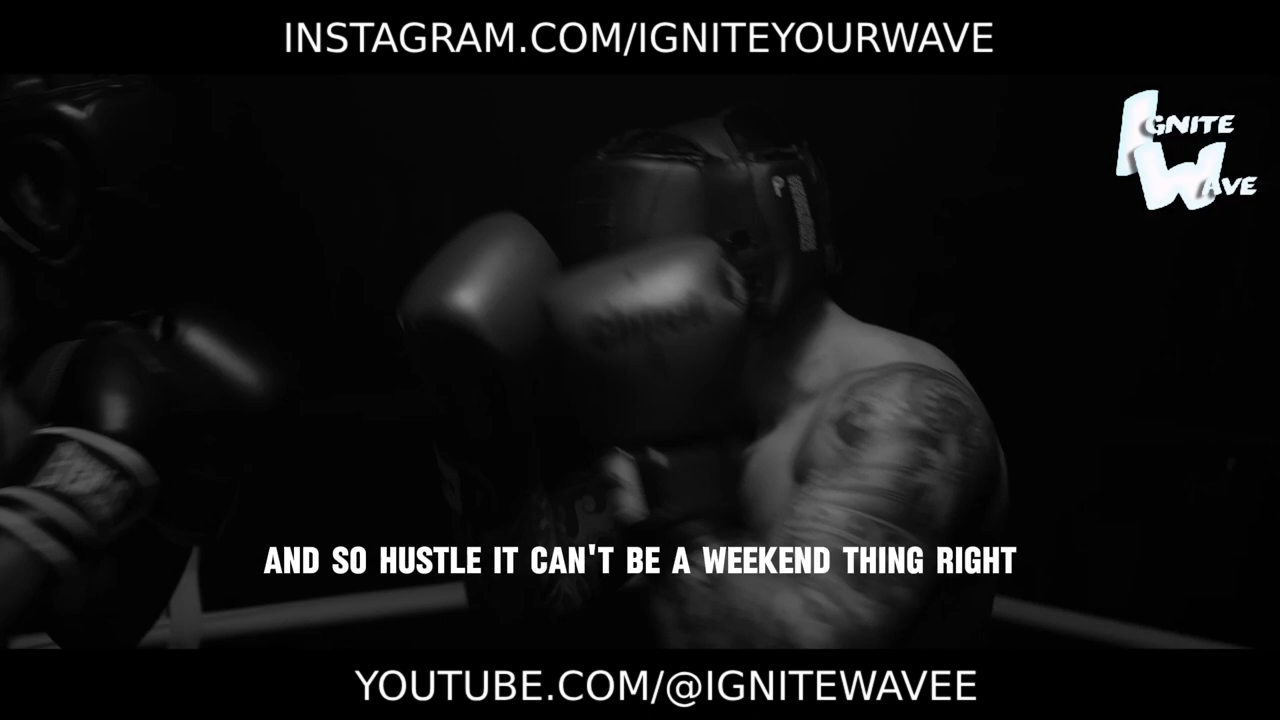 INSTAGRAM.COM/IGNITEYOURWAVE
IGNITE
WAVE
AND SO HUSTLE IT CAN'T BE A WEEKEND THING RIGHT
YOUTUBE.COM/@IGNITEWAVEE